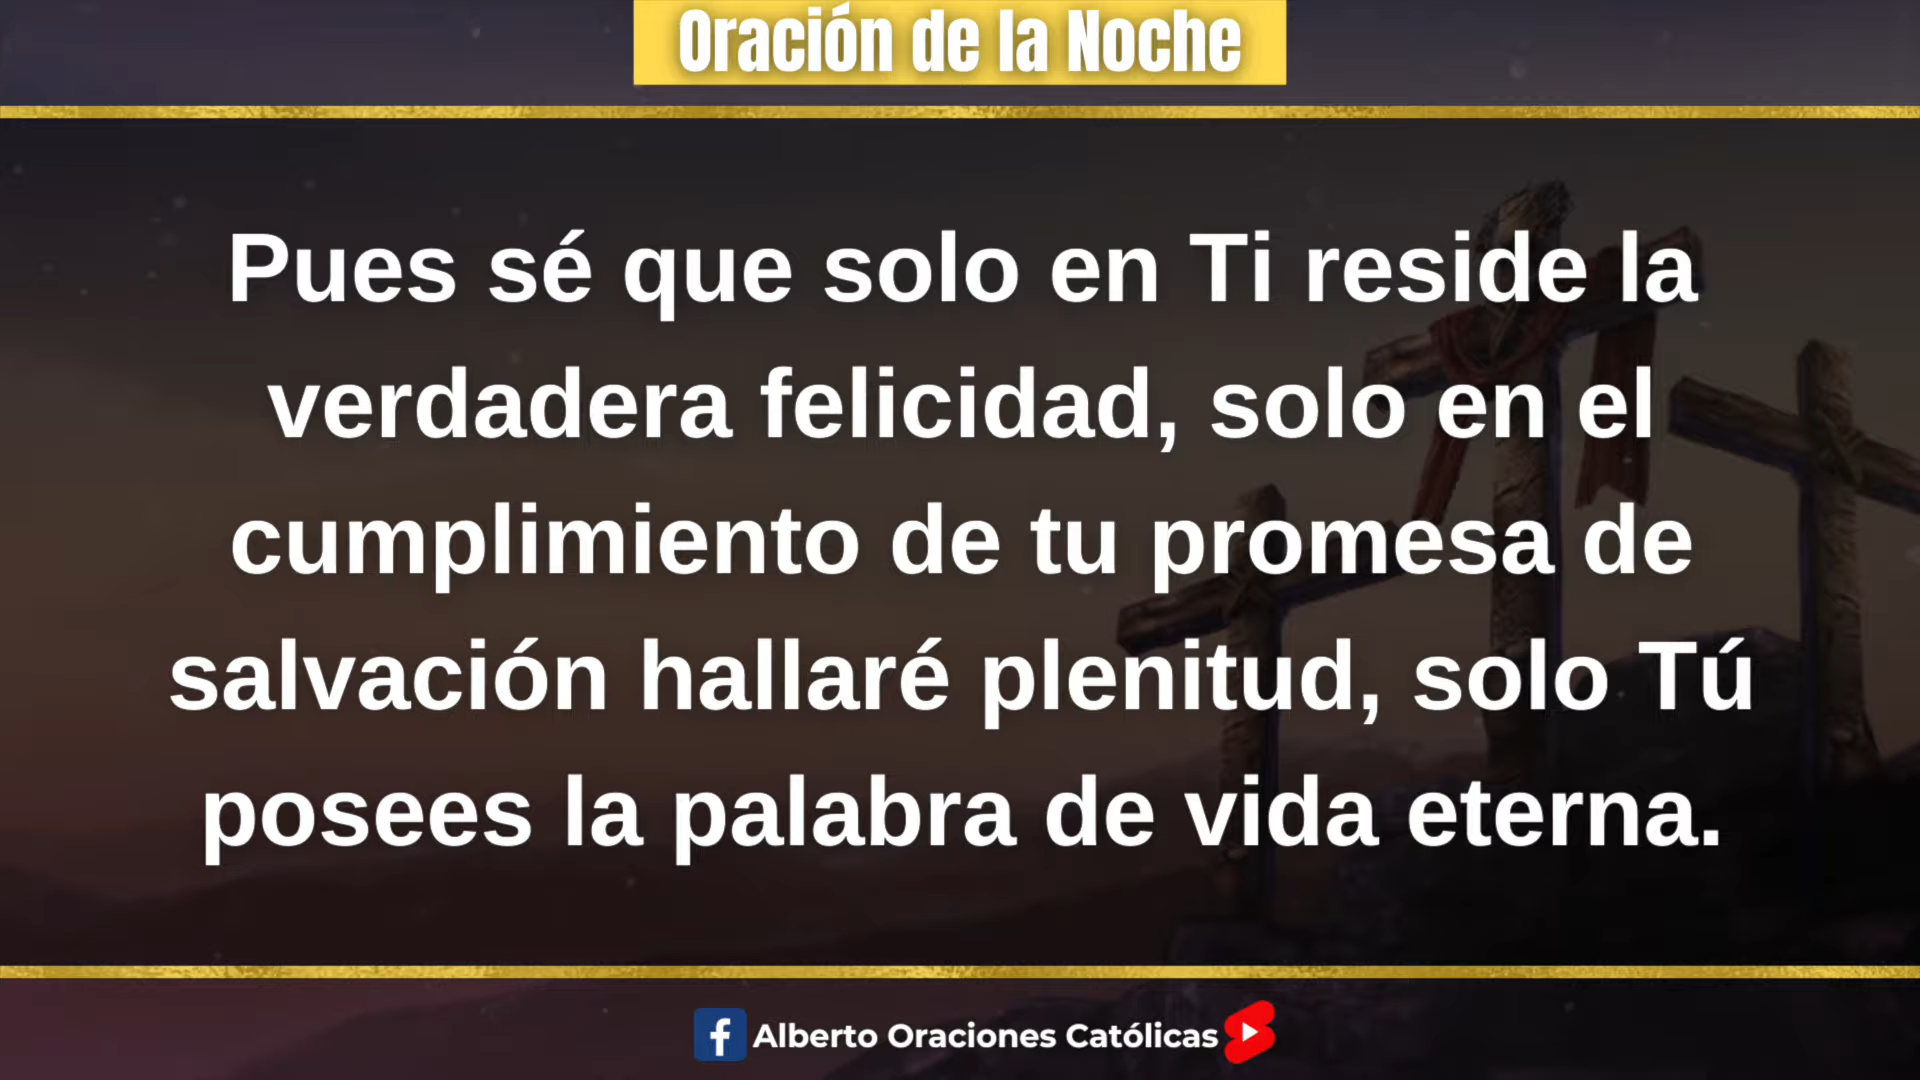 Oración de la Noche
Pues sé que solo en Ti reside la
verdadera felicidad, solo en el
cumplimiento de tu promesa de
salvación hallaré plenitud, solo Tú
posees la palabra de vida eterna.
Alberto Oraciones Católicas